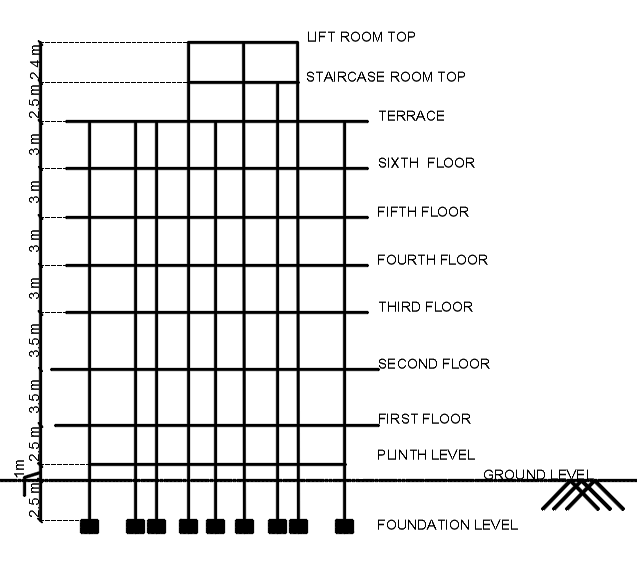 LIFT ROOM TOP
2 4 m
STAIRCASE ROOM TOP
2.5m
TERRACE
3 m
SIXTH FLOOR
3 m
FIFTH FLOOR
3 m
FOURTH FLOOR
3 m
THIRD FLOOR
3.5 m
SECOND FLOOR
3.5 m
FIRST FLOOR
2.5 m
PLINTH LEVEL
1m
GROUND LEVEL
2.5 m
FOUNDATION LEVEL